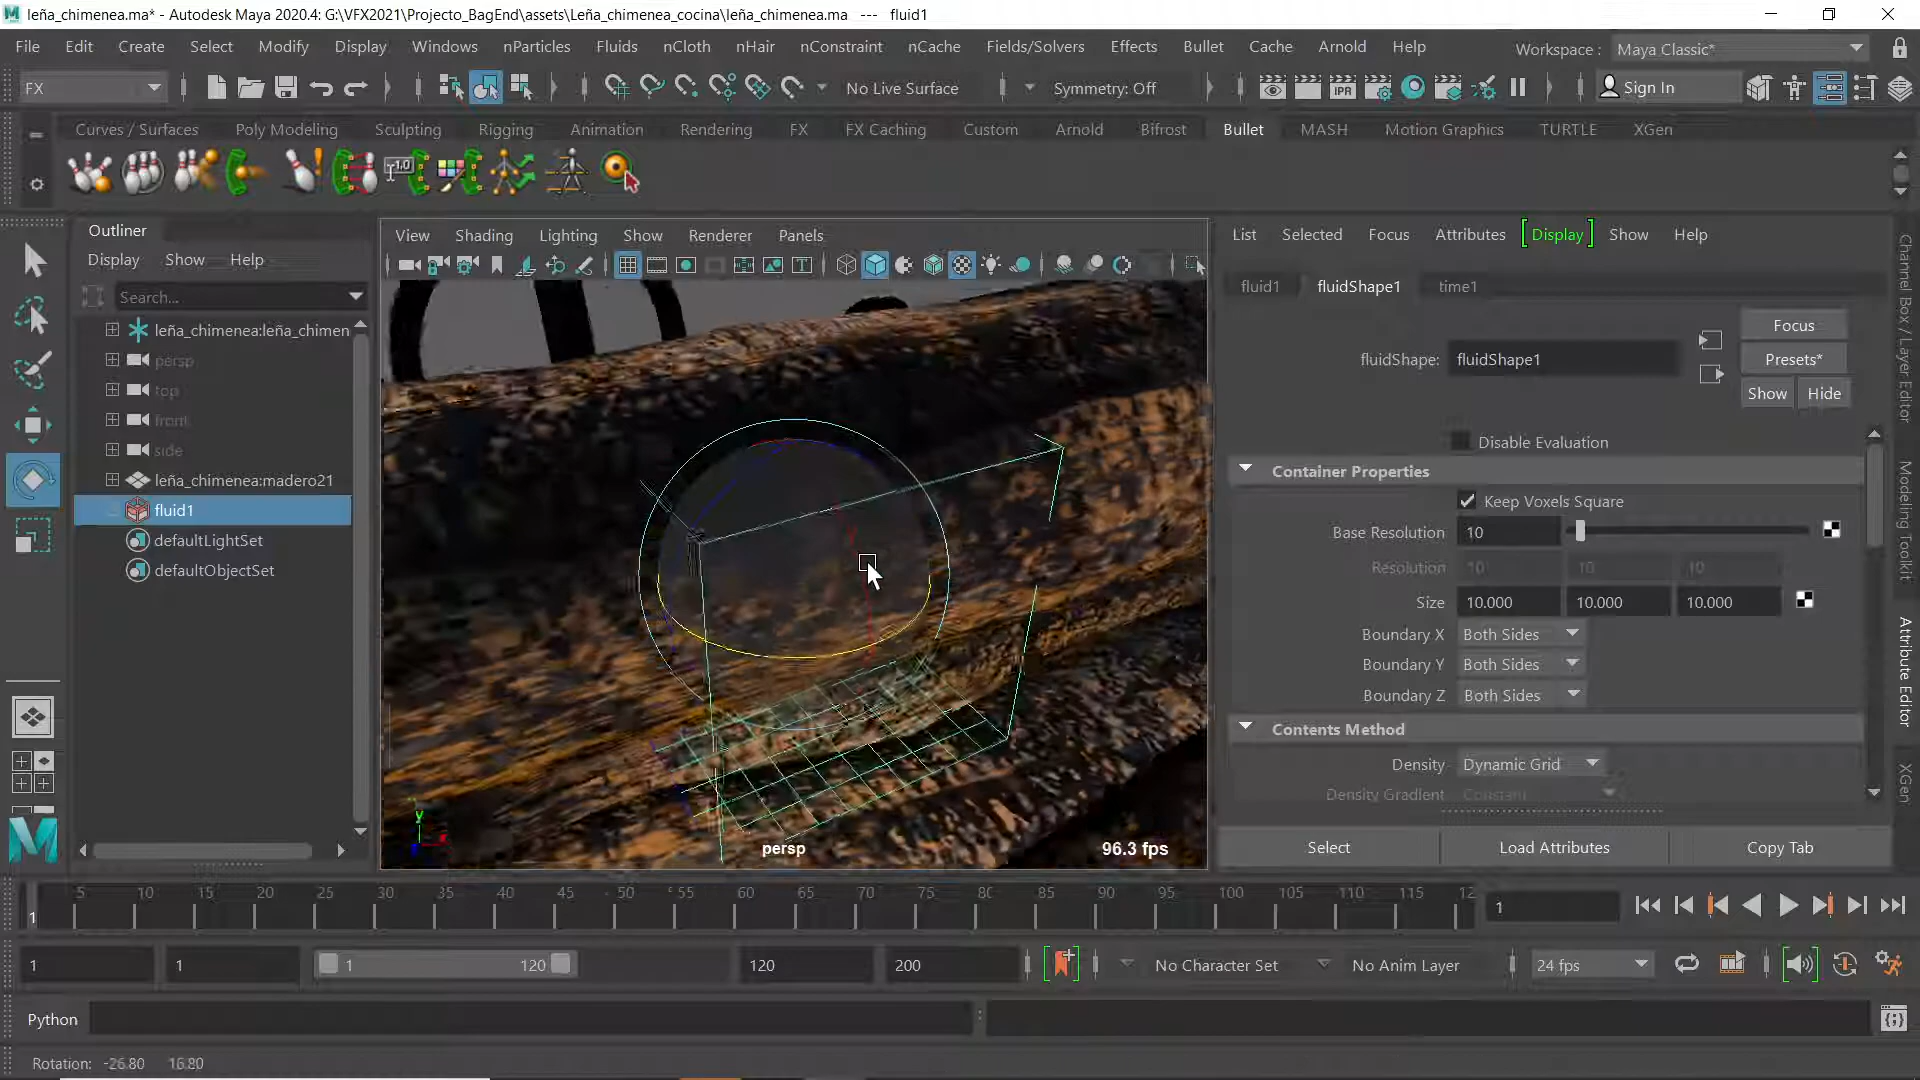 leña_chimenea.ma* - Autodesk Maya 2020.4: G:\VFX2021\Projecto_BagEnd\assets\Leña_chimenea_cocina\leña_chimenea.ma --- fluid1
File Edit Create Select Modify Display Windows nParticles Fluids nCloth nHair nConstraint nCache Fields/Solvers Effects Bullet Cache Arnold Help Workspace : Maya Classic*
FX No Live Surface Symmetry: Off IPR Sign In
Curves / Surfaces Poly Modeling Sculpting Rigging Animation Rendering FX FX Caching Custom Arnold Bifrost Bullet MASH Motion Graphics TURTLE XGen
1.0
Outliner
Display Show Help
Search...
leña_chimenea:leña_chimen
persp
top
front
side
leña_chimenea:madero21
fluid1
defaultLightSet
defaultObjectSet
View Shading Lighting Show Renderer Panels
y
persp
96.3 fps
List Selected Focus Attributes Display Show Help
fluid1 fluidShape1 time1
Focus
fluidShape: fluidShape1
Presets*
Show Hide
Disable Evaluation
Container Properties
Keep Voxels Square
Base Resolution 10
Resolution 10 10 10
Size 10.000 10.000 10.000
Boundary X Both Sides
Boundary Y Both Sides
Boundary Z Both Sides
Contents Method
Density Dynamic Grid
Density Gradient Constant
Select Load Attributes Copy Tab
Channel Box / Layer Editor
Modeling Toolkit
Attribute Editor
XGen
5 10 15 20 25 30 35 40 45 50 55 60 65 70 75 80 85 90 95 100 105 110 115 12
1 1
1 1 1 120 120 200 No Character Set No Anim Layer 24 fps
Python
Rotation: -26.80 16.80